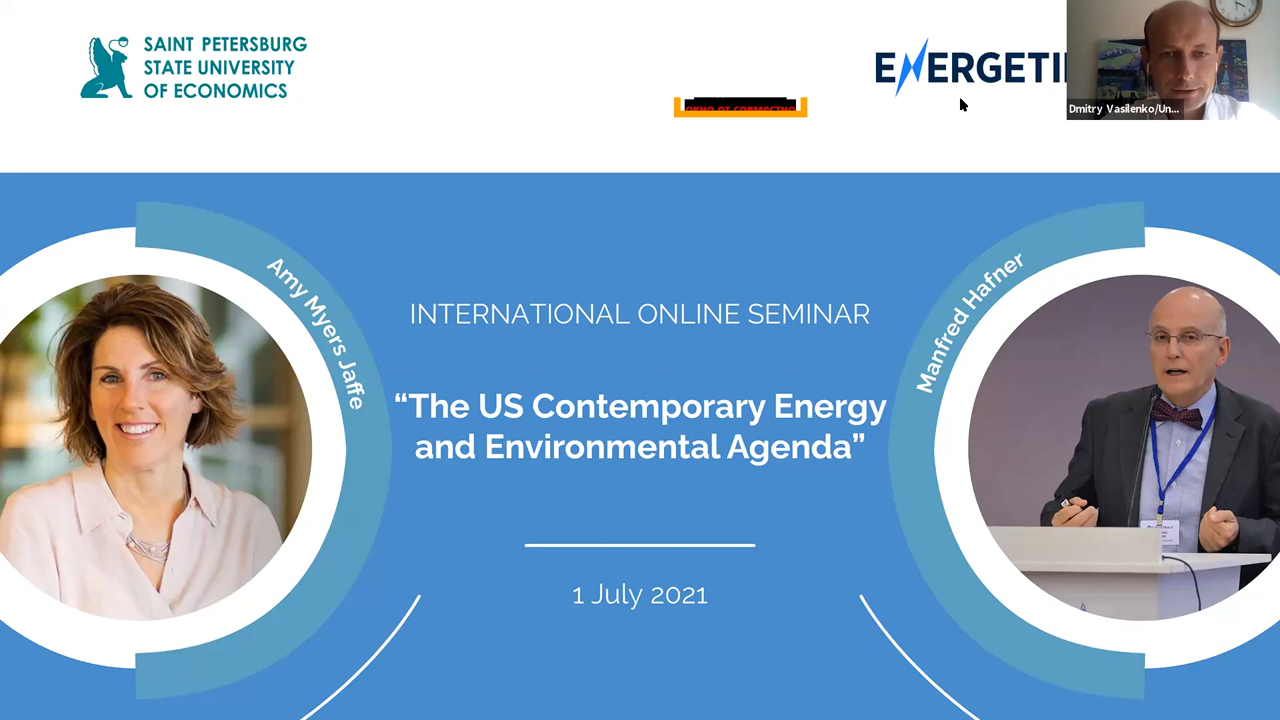 SAINT PETERSBURG
STATE UNIVERSITY
OF ECONOMICS
ENERGETI
Dmitry Vasilenko/Un...
Amy Myers Jaffe
Manfred Hafner
INTERNATIONAL ONLINE SEMINAR
“The US Contemporary Energy
and Environmental Agenda”
1 July 2021